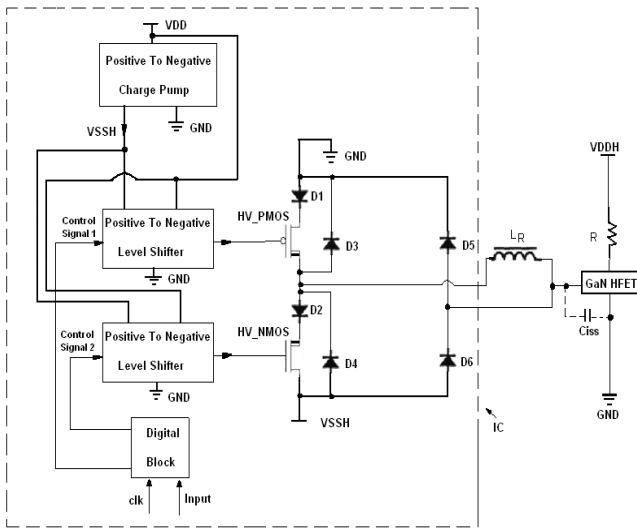 VDD
Positive To Negative
Charge Pump
GND
VSSH
Control
Signal 1
Positive To Negative
Level Shifter
GND
HV_PMOS
GND
D1
D3
D5
LR
VDDH
R
GaN HFET
Ciss
GND
Control
Signal 2
Positive To Negative
Level Shifter
GND
HV_NMOS
D2
D4
D6
VSSH
IC
Digital
Block
clk
Input